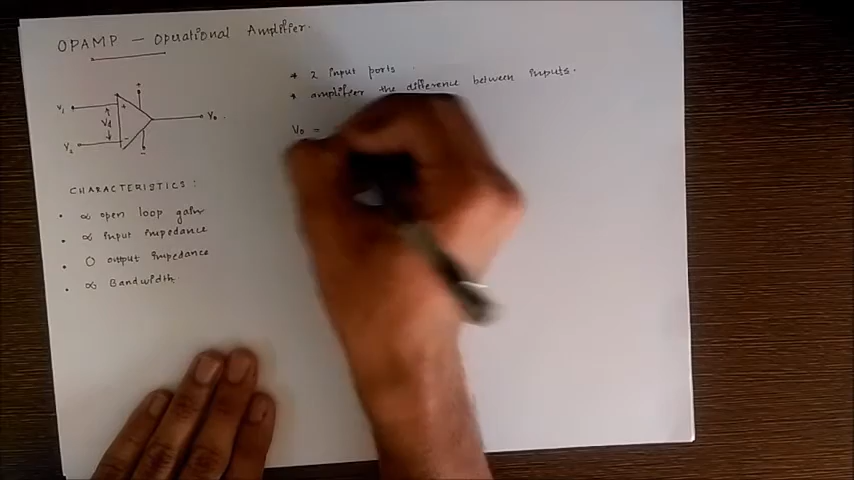 OPAMP - Operational Amplifier.
* 2 input ports.
* amplifier the difference between inputs.
V₁ + Vd V₀.
V₂ -
V₀ =
CHARACTERISTICS :
• ∝ open loop gain
• ∝ input impedance
• 0 output impedance
• ∝ Bandwidth